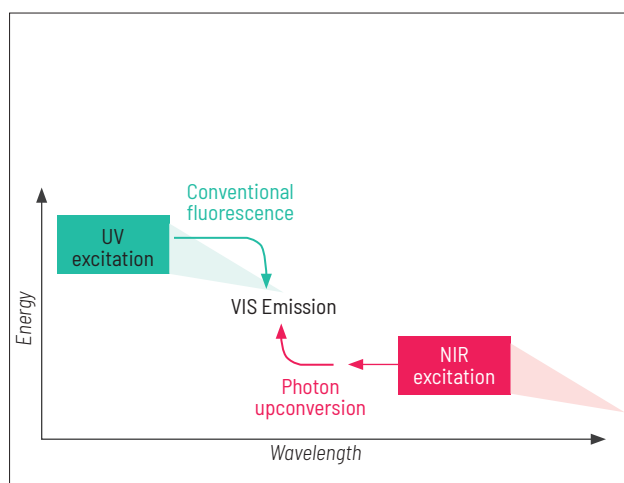 Conventional
fluorescence
UV
excitation
VIS Emission
Energy
NIR
excitation
Photon
upconversion
Wavelength